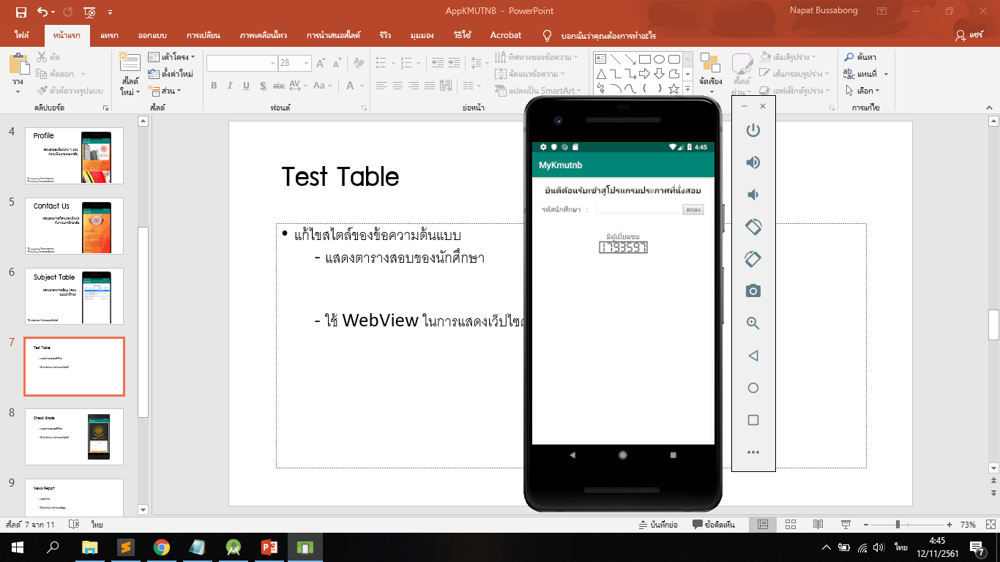 AppKMUTNB - PowerPoint
Napat Bussabong
ไฟล์ หน้าแรก แทรก ออกแบบ การเปลี่ยน ภาพเคลื่อนไหว การนำเสนอสไลด์ รีวิว มุมมอง วิธีใช้ Acrobat บอกฉันว่าคุณต้องการทำอะไร แชร์
ตัด
คัดลอก
ตัวคัดวางรูปแบบ
วาง
คลิปบอร์ด
สไลด์
ใหม่
เค้าโครง
ตั้งค่าใหม่
ส่วน
สไลด์
28
B I U S abc AV Aa A
ฟอนต์
ทิศทางของข้อความ
จัดแนวข้อความ
แปลงเป็น SmartArt
ย่อหน้า
จัดเรียง
สไตล์
ด่วน
เติมสีรูปร่าง
เส้นกรอบรูปร่าง
เอฟเฟ็กต์รูปร่าง
ค้นหา
แทนที่
เลือก
การแก้ไข
4
Profile
5
Contact Us
6
Subject Table
7
Test Table
8
Check Grade
9
News Report
Test Table
• แก้ไขสไตล์ของข้อความต้นแบบ
- แสดงตารางสอบของนักศึกษา
- ใช้ WebView ในการแสดงเว็ปไซต
4:45
MyKmutnb
ยินดีต้อนรับเข้าสู่โปรแกรมประกาศที่นั่งสอบ
รหัสนักศึกษา : ตกลง
มีผู้เยี่ยมชม
1793597
สไลด์ 7 จาก 11 ไทย
บันทึกย่อ ข้อคิดเห็น 73%
ไทย
4:45
12/11/2561
7